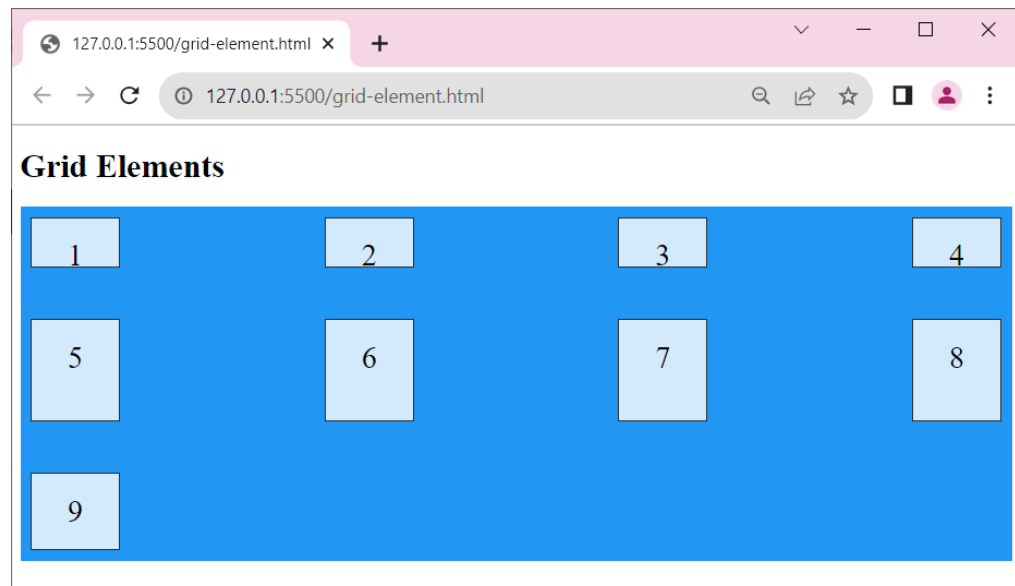 127.0.0.1:5500/grid-element.html
127.0.0.1:5500/grid-element.html
Grid Elements
1 2 3 4
5 6 7 8
9